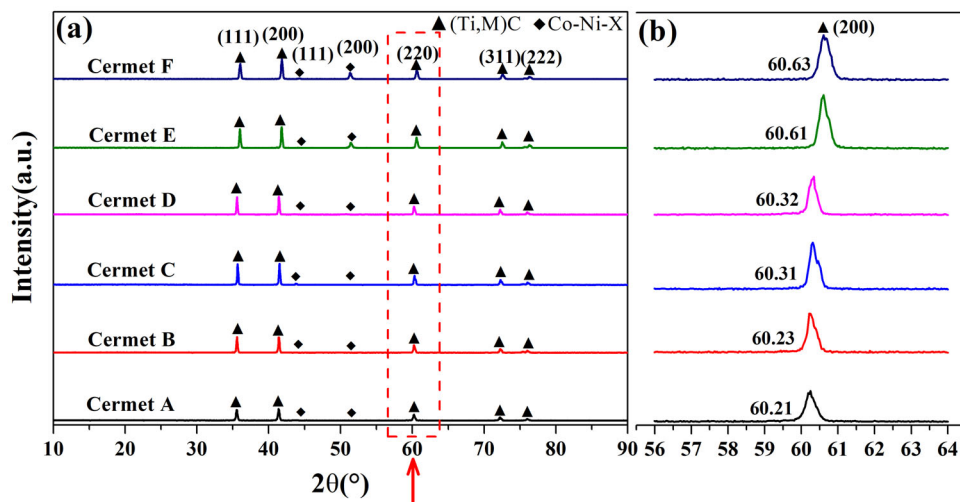 (a)
▲(Ti,M)C ◆Co-Ni-X
(111) (200) (111) (200) (220) (311) (222)
Cermet F
Cermet E
Cermet D
Cermet C
Cermet B
Cermet A
Intensity(a.u.)
10 20 30 40 50 60 70 80 90
2θ(°)
(b)
▲(200)
60.63
60.61
60.32
60.31
60.23
60.21
56 57 58 59 60 61 62 63 64